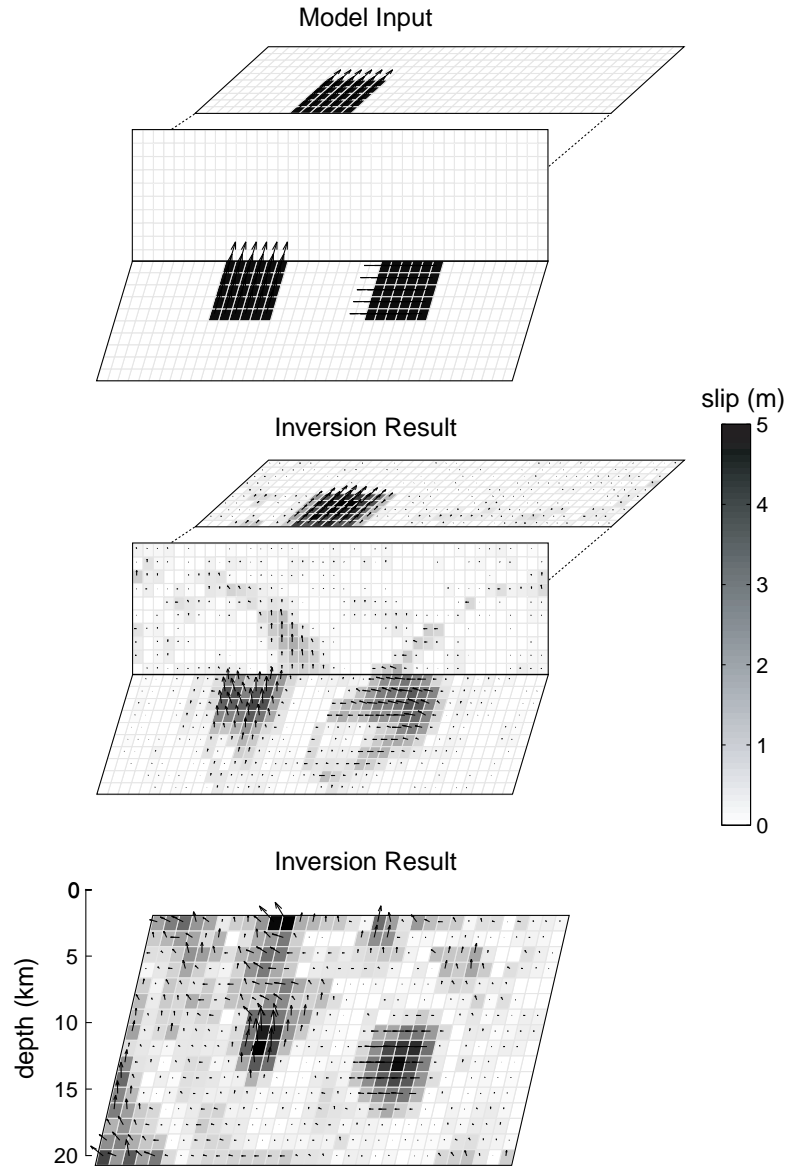 Model Input
Inversion Result
slip (m)
5
4
3
2
1
0
Inversion Result
0
5
10
15
20
depth (km)